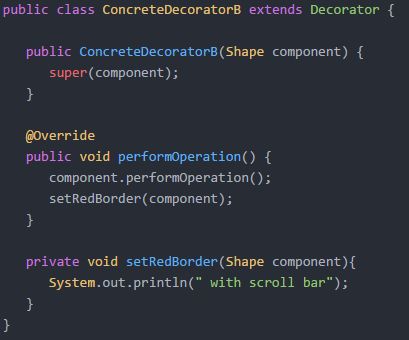 public class ConcreteDecoratorB extends Decorator {
public ConcreteDecoratorB(Shape component) {
super(component);
}
@Override
public void performOperation() {
component.performOperation();
setRedBorder(component);
}
private void setRedBorder(Shape component){
System.out.println(" with scroll bar");
}
}